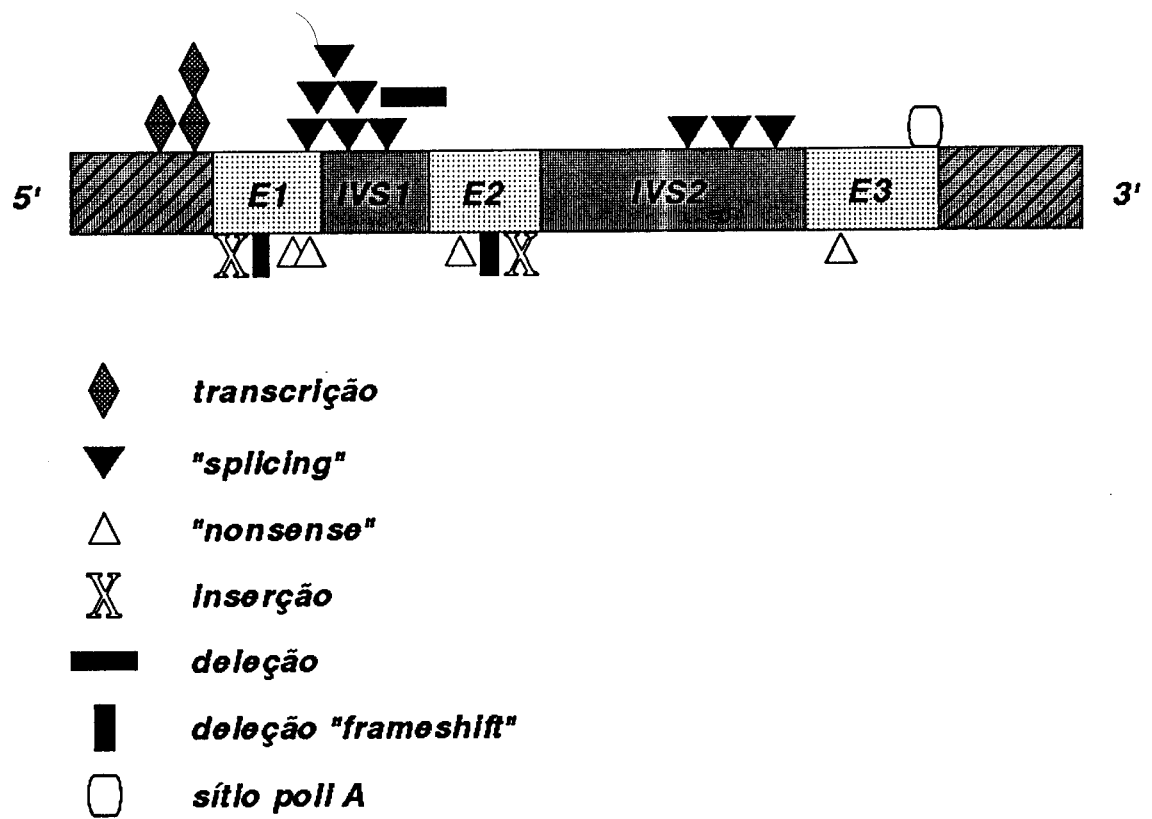 5' E1 IVS1 E2 IVS2 E3 3'
transcrição
"splicing"
"nonsense"
inserção
deleção
deleção "frameshift"
sítio poli A